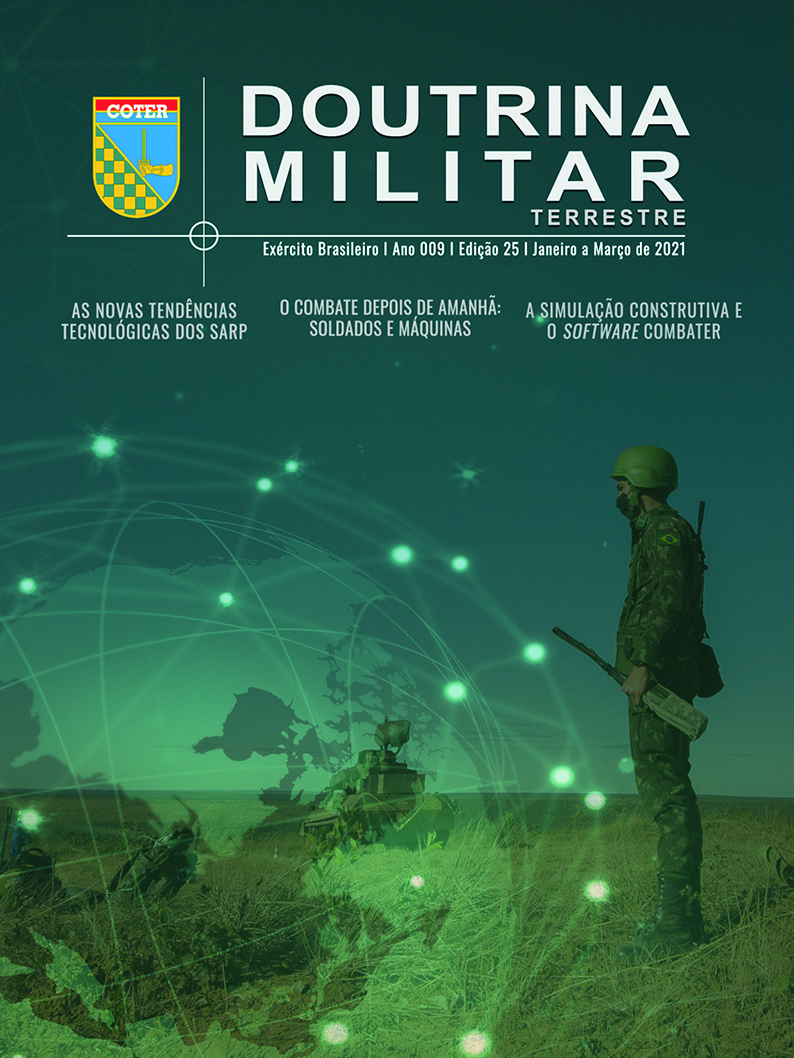 COTER
DOUTRINA
MILITAR
TERRESTRE
Exército Brasileiro | Ano 009 | Edição 25 | Janeiro a Março de 2021
AS NOVAS TENDÊNCIAS
TECNOLÓGICAS DOS SARP
O COMBATE DEPOIS DE AMANHÃ:
SOLDADOS E MÁQUINAS
A SIMULAÇÃO CONSTRUTIVA E
O SOFTWARE COMBATER